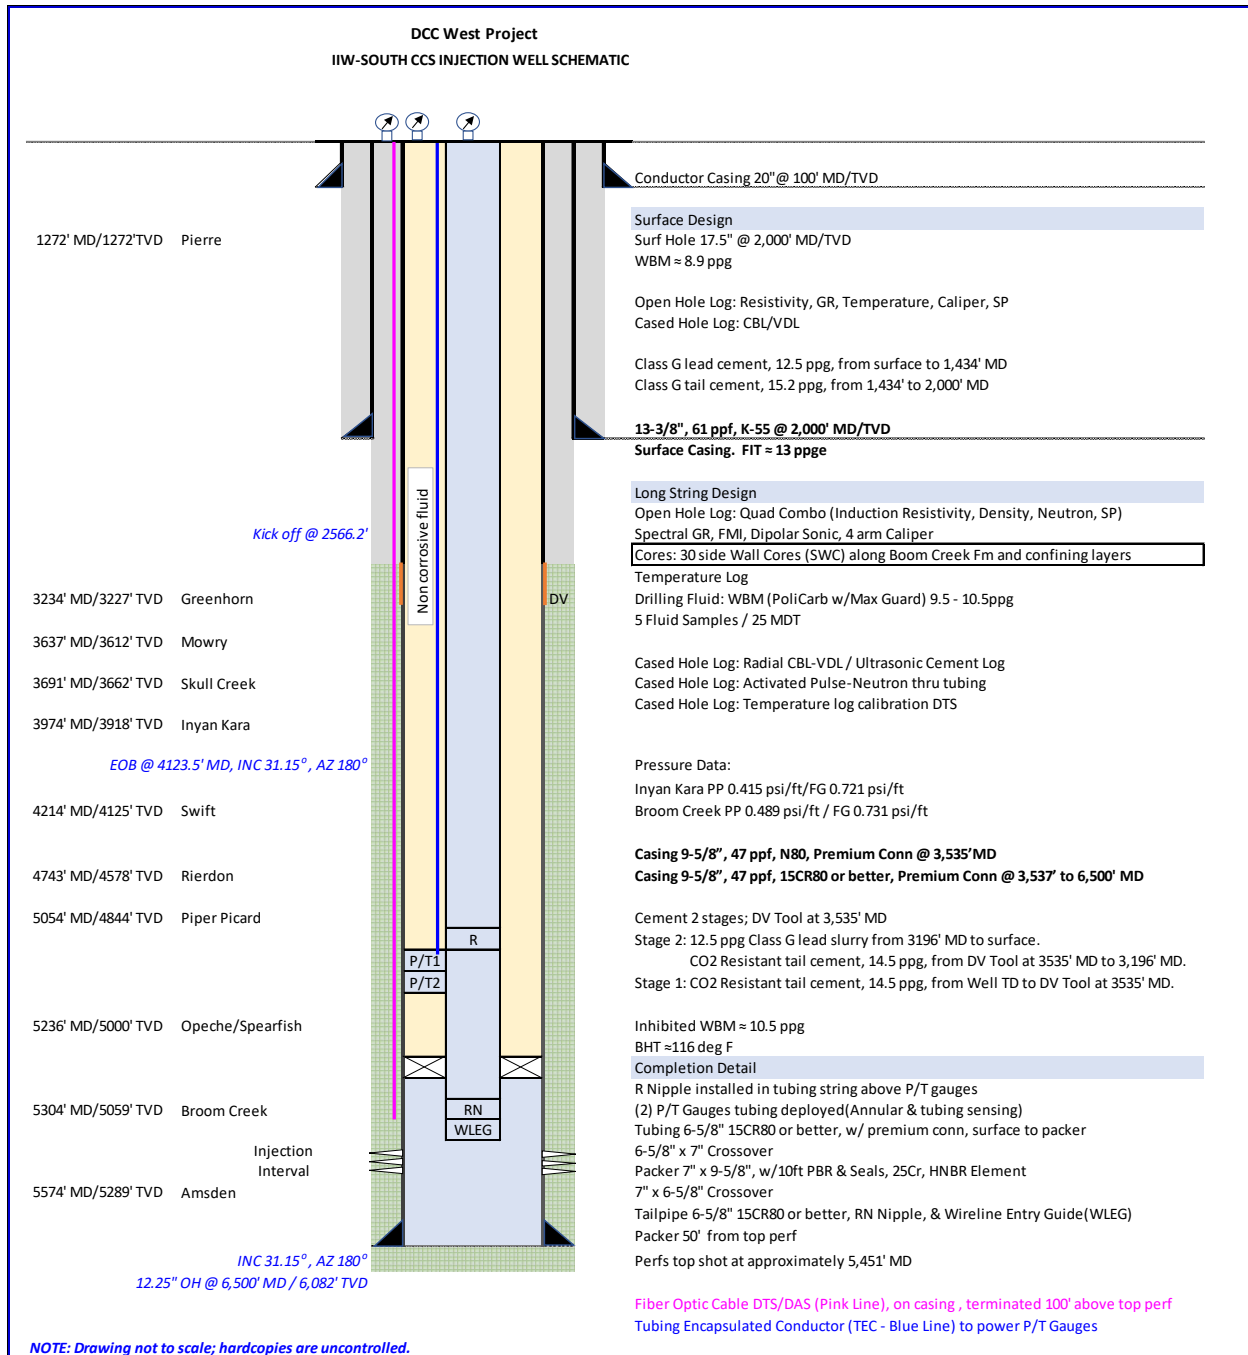 DCC West Project
IIW-SOUTH CCS INJECTION WELL SCHEMATIC
Conductor Casing 20"@ 100' MD/TVD
Surface Design
1272' MD/1272'TVD Pierre
Surf Hole 17.5" @ 2,000' MD/TVD
WBM ≈ 8.9 ppg
Open Hole Log: Resistivity, GR, Temperature, Caliper, SP
Cased Hole Log: CBL/VDL
Class G lead cement, 12.5 ppg, from surface to 1,434' MD
Class G tail cement, 15.2 ppg, from 1,434' to 2,000' MD
13-3/8", 61 ppf, K-55 @ 2,000' MD/TVD
Surface Casing. FIT ≈ 13 ppge
Non corrosive fluid
Long String Design
Open Hole Log: Quad Combo (Induction Resistivity, Density, Neutron, SP)
Kick off @ 2566.2'
Spectral GR, FMI, Dipolar Sonic, 4 arm Caliper
Cores: 30 side Wall Cores (SWC) along Boom Creek Fm and confining layers
Temperature Log
3234' MD/3227' TVD Greenhorn
DV
Drilling Fluid: WBM (PoliCarb w/Max Guard) 9.5 - 10.5ppg
5 Fluid Samples / 25 MDT
3637' MD/3612' TVD Mowry
Cased Hole Log: Radial CBL-VDL / Ultrasonic Cement Log
3691' MD/3662' TVD Skull Creek
Cased Hole Log: Activated Pulse-Neutron thru tubing
Cased Hole Log: Temperature log calibration DTS
3974' MD/3918' TVD Inyan Kara
EOB @ 4123.5' MD, INC 31.15°, AZ 180°
Pressure Data:
Inyan Kara PP 0.415 psi/ft/FG 0.721 psi/ft
4214' MD/4125' TVD Swift
Broom Creek PP 0.489 psi/ft / FG 0.731 psi/ft
Casing 9-5/8", 47 ppf, N80, Premium Conn @ 3,535'MD
4743' MD/4578' TVD Rierdon
Casing 9-5/8", 47 ppf, 15CR80 or better, Premium Conn @ 3,537' to 6,500' MD
5054' MD/4844' TVD Piper Picard
Cement 2 stages; DV Tool at 3,535' MD
R
Stage 2: 12.5 ppg Class G lead slurry from 3196' MD to surface.
P/T1
CO2 Resistant tail cement, 14.5 ppg, from DV Tool at 3535' MD to 3,196' MD.
P/T2
Stage 1: CO2 Resistant tail cement, 14.5 ppg, from Well TD to DV Tool at 3535' MD.
5236' MD/5000' TVD Opeche/Spearfish
Inhibited WBM ≈ 10.5 ppg
BHT ≈116 deg F
Completion Detail
R Nipple installed in tubing string above P/T gauges
5304' MD/5059' TVD Broom Creek
RN
(2) P/T Gauges tubing deployed(Annular & tubing sensing)
WLEG
Tubing 6-5/8" 15CR80 or better, w/ premium conn, surface to packer
Injection
Interval
6-5/8" x 7" Crossover
Packer 7" x 9-5/8", w/10ft PBR & Seals, 25Cr, HNBR Element
5574' MD/5289' TVD Amsden
7" x 6-5/8" Crossover
Tailpipe 6-5/8" 15CR80 or better, RN Nipple, & Wireline Entry Guide(WLEG)
Packer 50' from top perf
INC 31.15°, AZ 180°
Perfs top shot at approximately 5,451' MD
12.25" OH @ 6,500' MD / 6,082' TVD
Fiber Optic Cable DTS/DAS (Pink Line), on casing , terminated 100' above top perf
Tubing Encapsulated Conductor (TEC - Blue Line) to power P/T Gauges
NOTE: Drawing not to scale; hardcopies are uncontrolled.